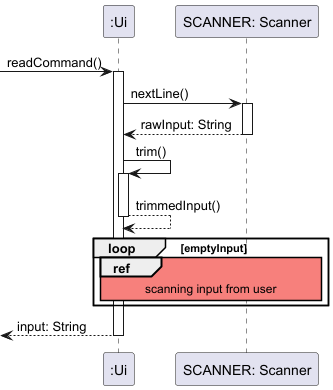 :Ui SCANNER: Scanner
readCommand()
nextLine()
rawInput: String
trim()
trimmedInput()
loop [emptyInput]
ref
scanning input from user
input: String
:Ui SCANNER: Scanner